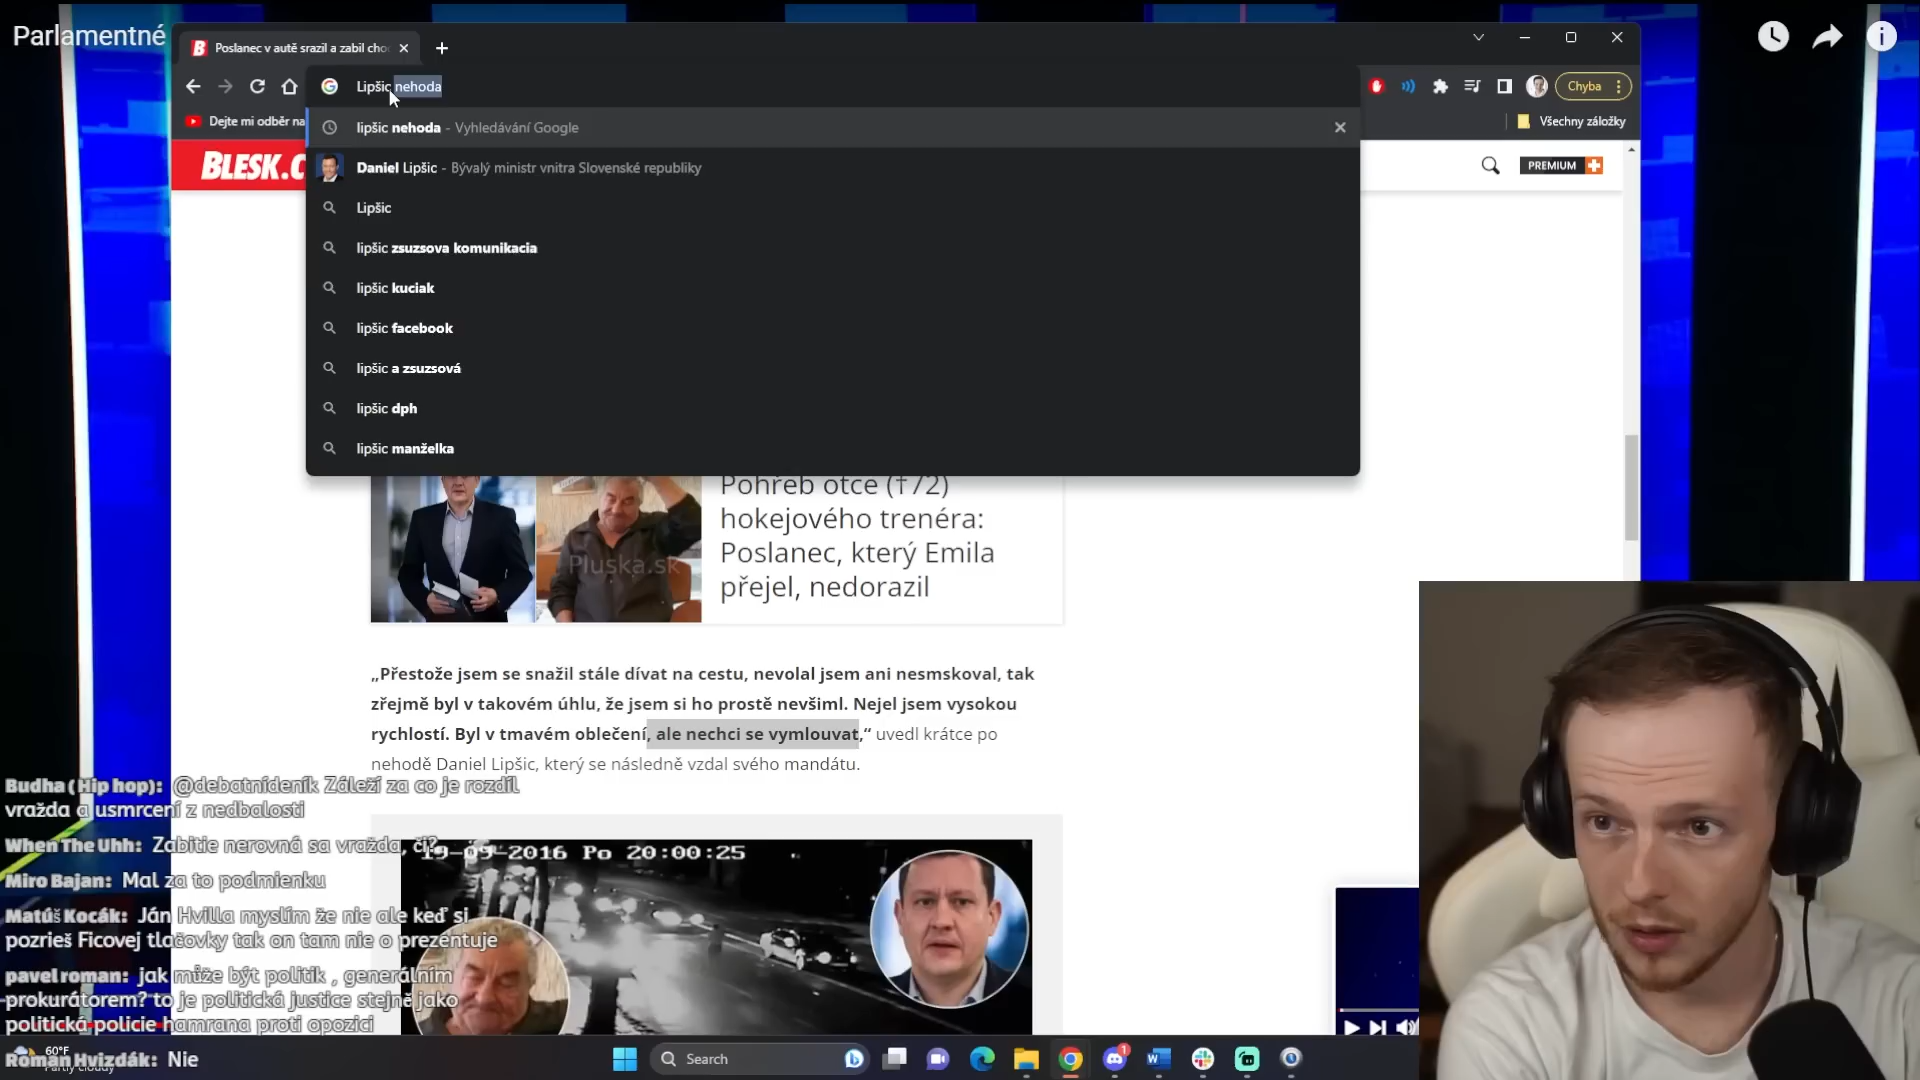 Parlamentné
Poslanec v autě srazil a zabil cho
Lipšic nehoda
Chyba
Dejte mi odběr na
Všechny záložky
lipšic nehoda - Vyhledávání Google
Daniel Lipšic - Bývalý ministr vnitra Slovenské republiky
Lipšic
lipšic zsuzsova komunikacia
lipšic kuciak
lipšic facebook
lipšic a zsuzsová
lipšic dph
lipšic manželka
BLESK.C
PREMIUM
Pluska.sk
Pohřeb otce (†72)
hokejového trenéra:
Poslanec, který Emila
přejel, nedorazil
„Přestože jsem se snažil stále dívat na cestu, nevolal jsem ani nesmskoval, tak
zřejmě byl v takovém úhlu, že jsem si ho prostě nevšiml. Nejel jsem vysokou
rychlostí. Byl v tmavém oblečení, ale nechci se vymlouvat,“ uvedl krátce po
nehodě Daniel Lipšic, který se následně vzdal svého mandátu.
19-09-2016 Po 20:00:25
Budha ( Hip hop): @debatnídeník Záleží za co je rozdíl
vražda a usmrcení z nedbalosti
When The Uhh: Zabitie nerovná sa vražda, či?
Miro Bajan: Mal za to podmienku
Matúš Kocák: Ján Hvilla myslím že nie ale keď si
pozrieš Ficovej tlačovky tak on tam nie o prezentuje
pavel roman: jak může být politik , generálním
prokurátorem? to je politická justice stejně jako
politická policie hamrana proti opozici
Roman Hvizdák: Nie
60°F
Partly cloudy
Search
1